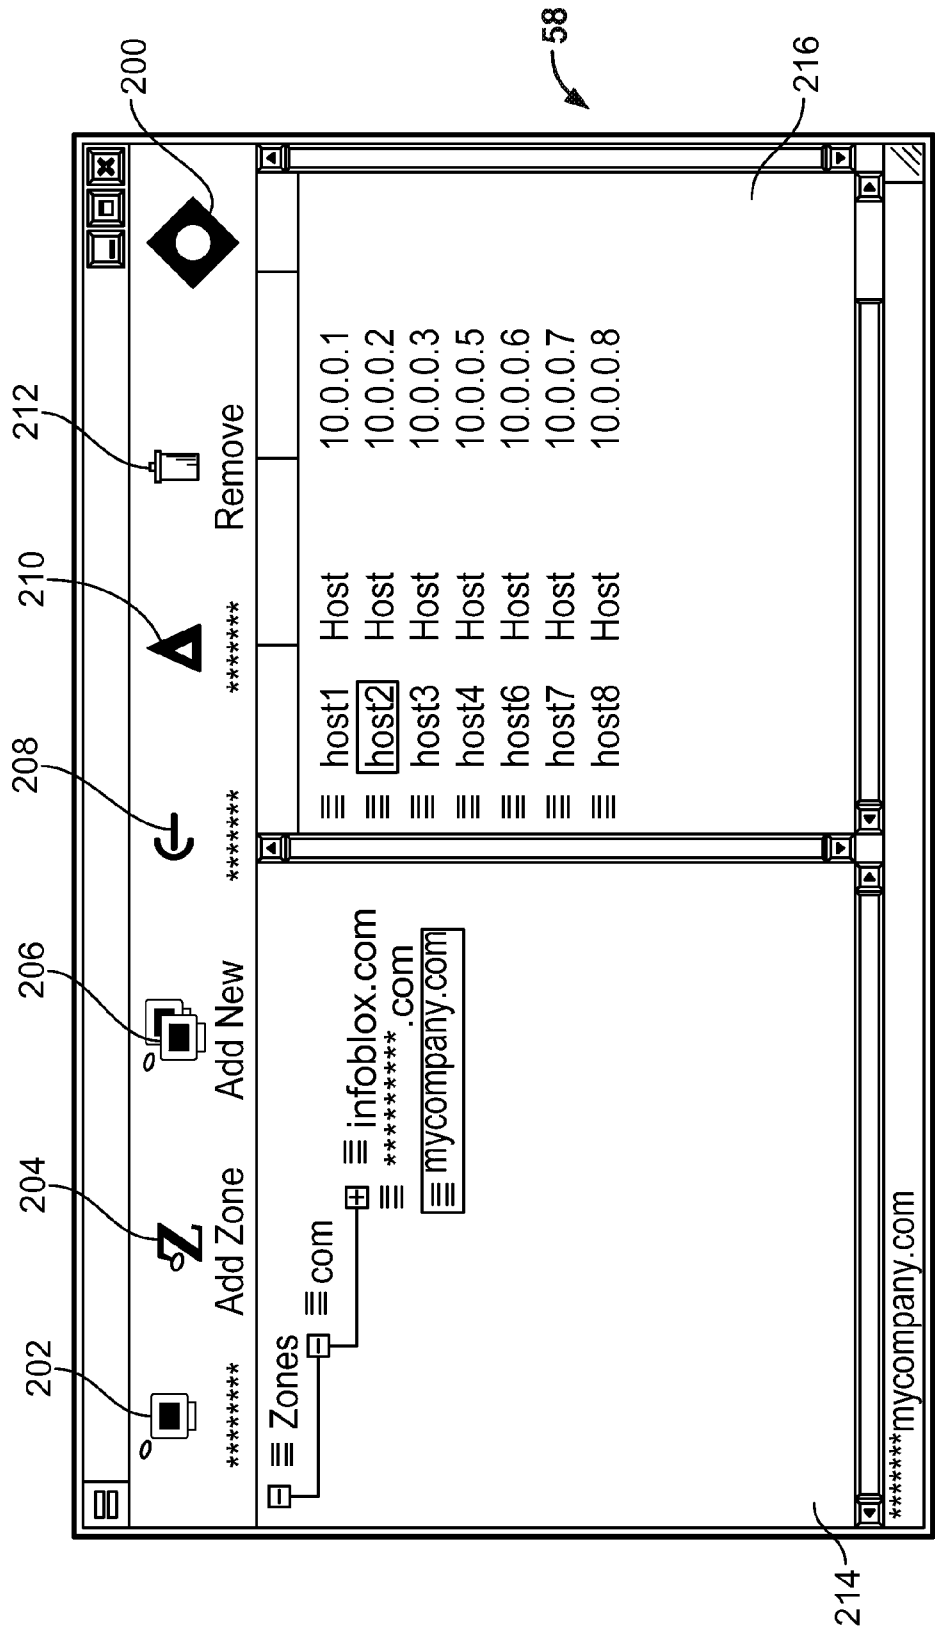 202
204
206
208
210
212
200
58
********
Add Zone
Add New
*******
*******
Remove
Zones
com
infoblox.com
*********.com
mycompany.com
host1 Host 10.0.0.1
host2 Host 10.0.0.2
host3 Host 10.0.0.3
host4 Host 10.0.0.5
host6 Host 10.0.0.6
host7 Host 10.0.0.7
host8 Host 10.0.0.8
*******mycompany.com
214
216